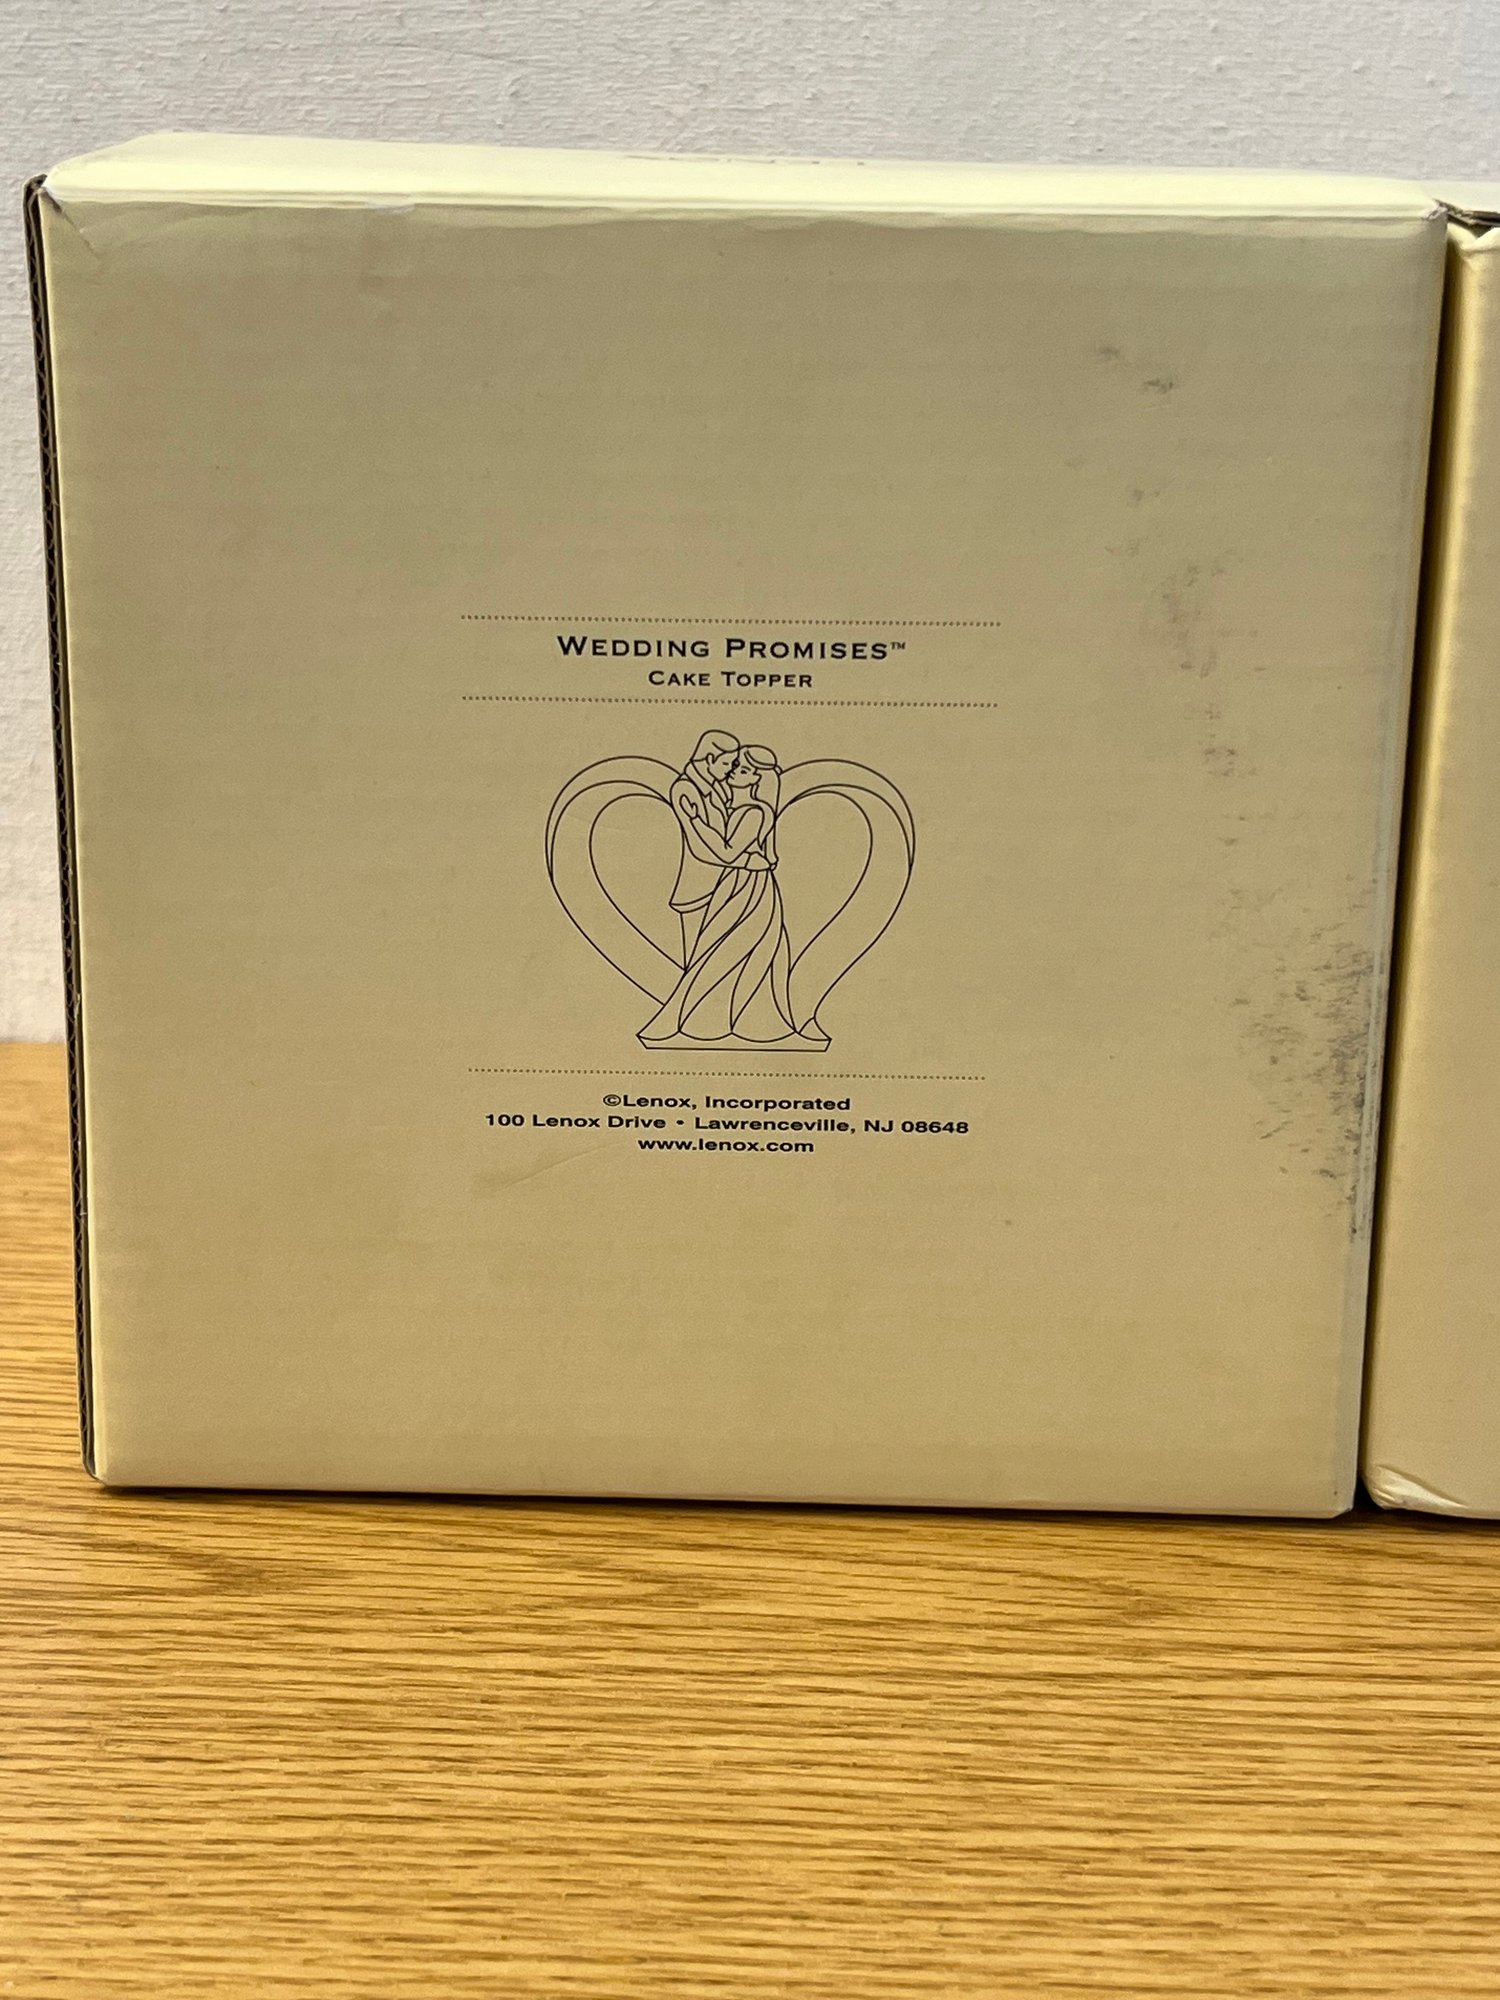 WEDDING PROMISES™
CAKE TOPPER
©Lenox, Incorporated
100 Lenox Drive • Lawrenceville, NJ 08648
www.lenox.com